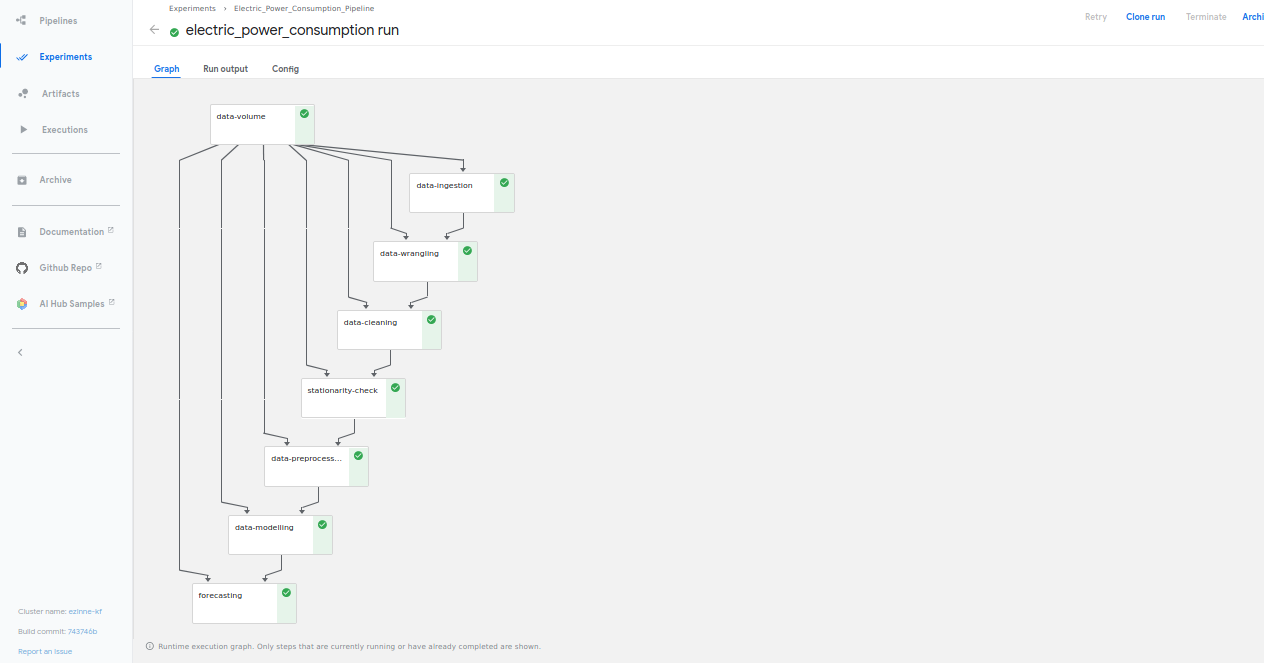 Pipelines
Experiments
Artifacts
Executions
Archive
Documentation
Github Repo
AI Hub Samples
Cluster name: ezinne-kf
Build commit: 743746b
Report an Issue
Experiments › Electric_Power_Consumption_Pipeline
electric_power_consumption run
Retry Clone run Terminate Archi
Graph Run output Config
data-volume
data-ingestion
data-wrangling
data-cleaning
stationarity-check
data-preprocess...
data-modelling
forecasting
Runtime execution graph. Only steps that are currently running or have already completed are shown.